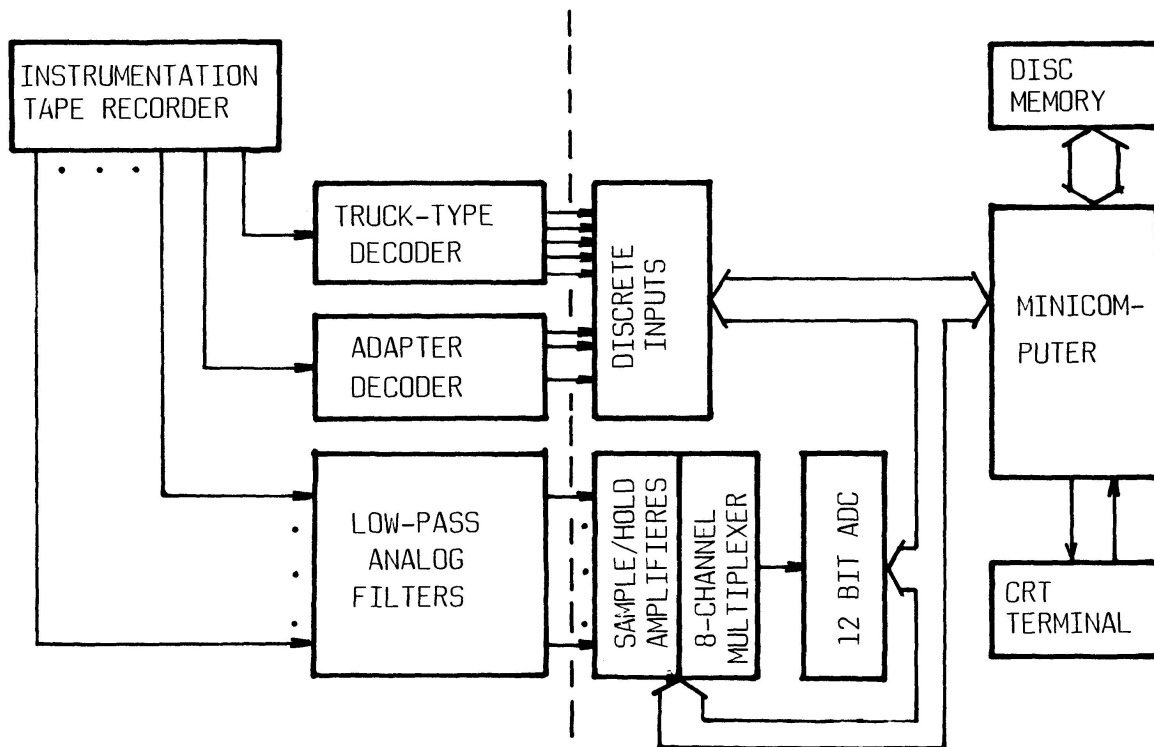 INSTRUMENTATION
TAPE RECORDER
TRUCK-TYPE
DECODER
ADAPTER
DECODER
LOW-PASS
ANALOG
FILTERS
DISCRETE
INPUTS
SAMPLE/HOLD
AMPLIFIERES
8-CHANNEL
MULTIPLEXER
12 BIT ADC
DISC
MEMORY
MINICOM-
PUTER
CRT
TERMINAL